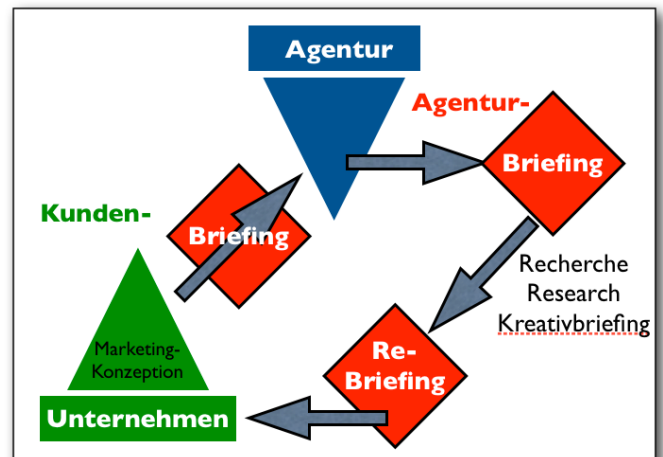 Agentur
Agentur-
Briefing
Kunden-
Briefing
Recherche
Research
Kreativbriefing
Marketing-
Konzeption
Re-
Briefing
Unternehmen